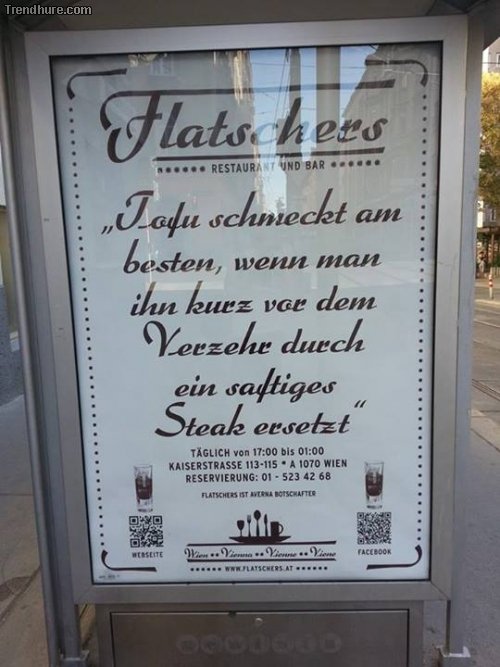 Trendhure.com
Flatschers
RESTAURANT UND BAR
„Tofu schmeckt am
besten, wenn man
ihn kurz vor dem
Verzehr durch
ein saftiges
Steak ersetzt“
TÄGLICH von 17:00 bis 01:00
KAISERSTRASSE 113-115 * A 1070 WIEN
RESERVIERUNG: 01 - 523 42 68
FLATSCHERS IST AVERNA BOTSCHAFTER
WEBSEITE
FACEBOOK
Wien •• Vienna •• Vienne •• Viene
WWW.FLATSCHERS.AT